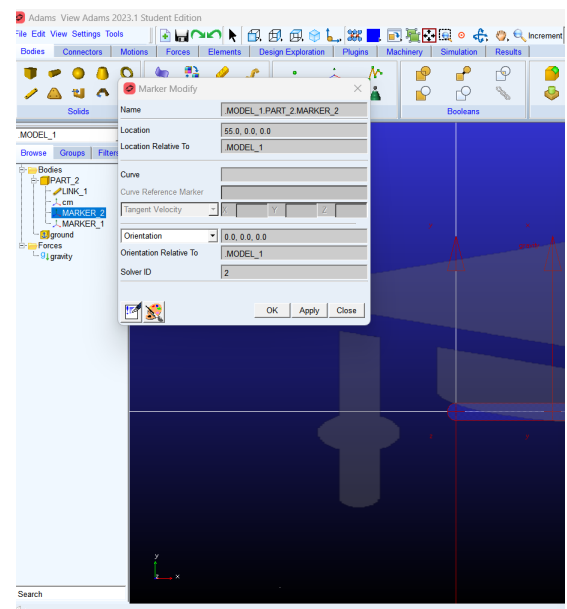 Adams View Adams 2023.1 Student Edition
File Edit View Settings Tools
Increment
Bodies Connectors Motions Forces Elements Design Exploration Plugins Machinery Simulation Results
Solids
Booleans
Marker Modify
Name .MODEL_1.PART_2.MARKER_2
Location 55.0, 0.0, 0.0
Location Relative To .MODEL_1
Curve
Curve Reference Marker
Tangent Velocity X Y Z
Orientation 0.0, 0.0, 0.0
Orientation Relative To .MODEL_1
Solver ID 2
OK Apply Close
.MODEL_1
Browse Groups Filters
Bodies
PART_2
LINK_1
cm
MARKER_2
MARKER_1
ground
Forces
gravity
y
z x
Search